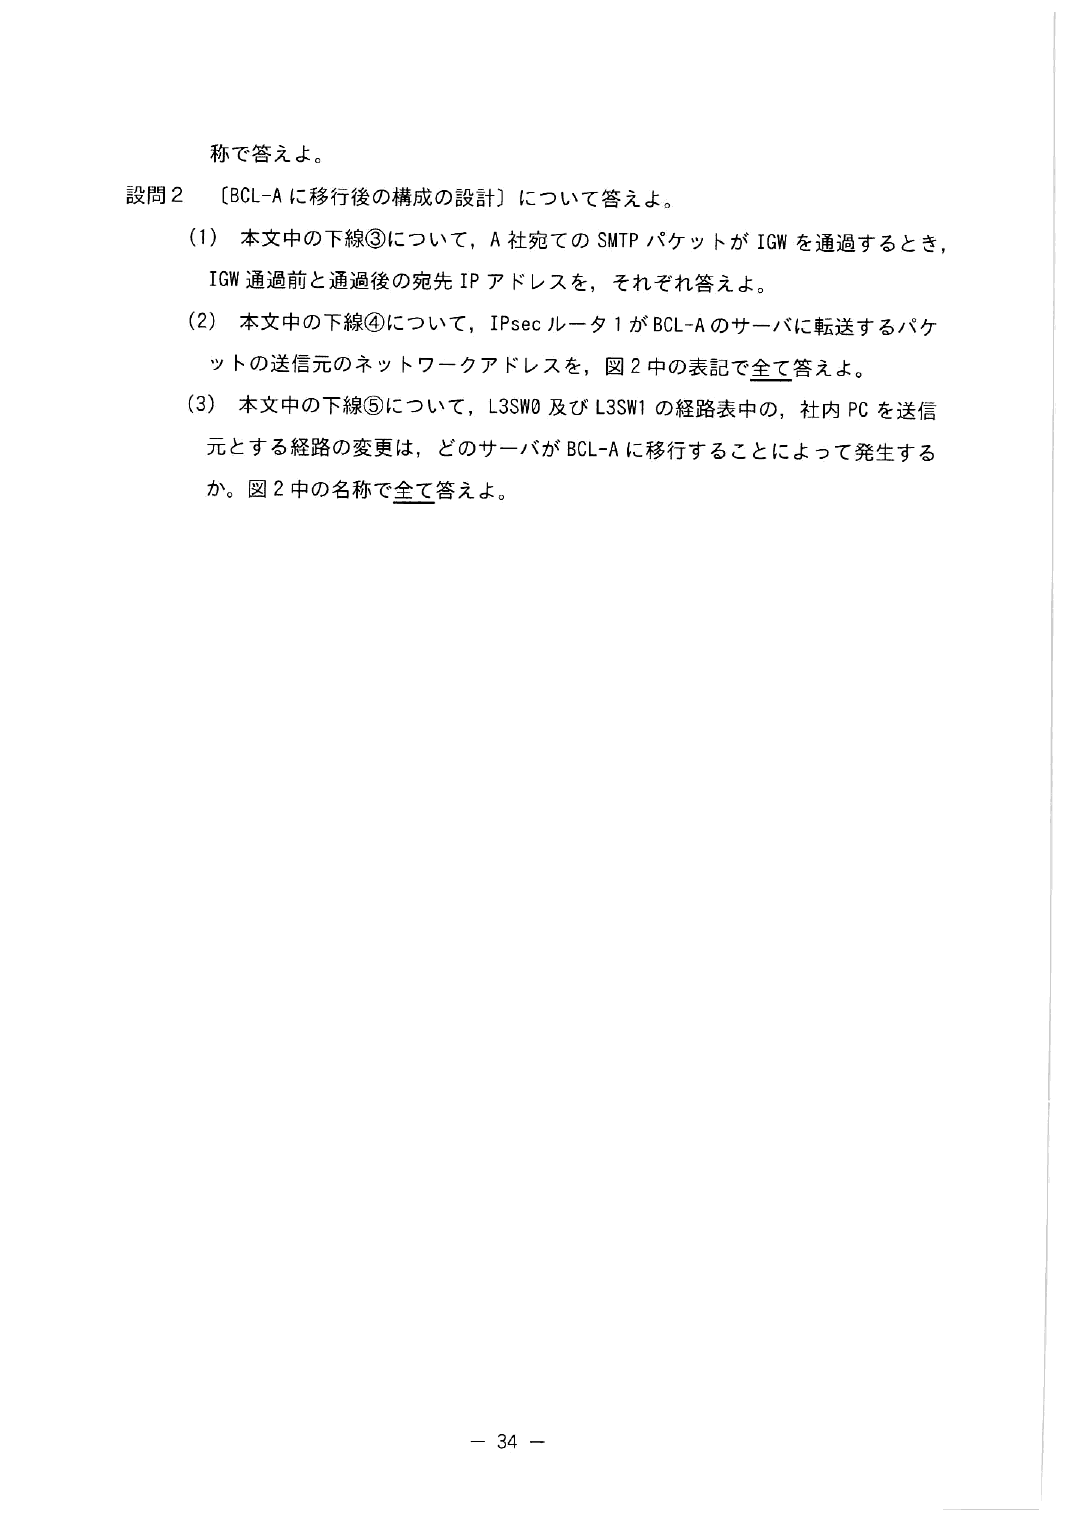 称で答えよ。
設問2 〔BCL-A に移行後の構成の設計〕について答えよ。
(1) 本文中の下線③について，A 社宛ての SMTP パケットが IGW を通過するとき，
IGW 通過前と通過後の宛先 IP アドレスを，それぞれ答えよ。
(2) 本文中の下線④について，IPsec ルータ 1 が BCL-A のサーバに転送するパケ
ットの送信元のネットワークアドレスを，図 2 中の表記で全て答えよ。
(3) 本文中の下線⑤について，L3SW0 及び L3SW1 の経路表中の，社内 PC を送信
元とする経路の変更は，どのサーバが BCL-A に移行することによって発生する
か。図 2 中の名称で全て答えよ。
― 34 ―